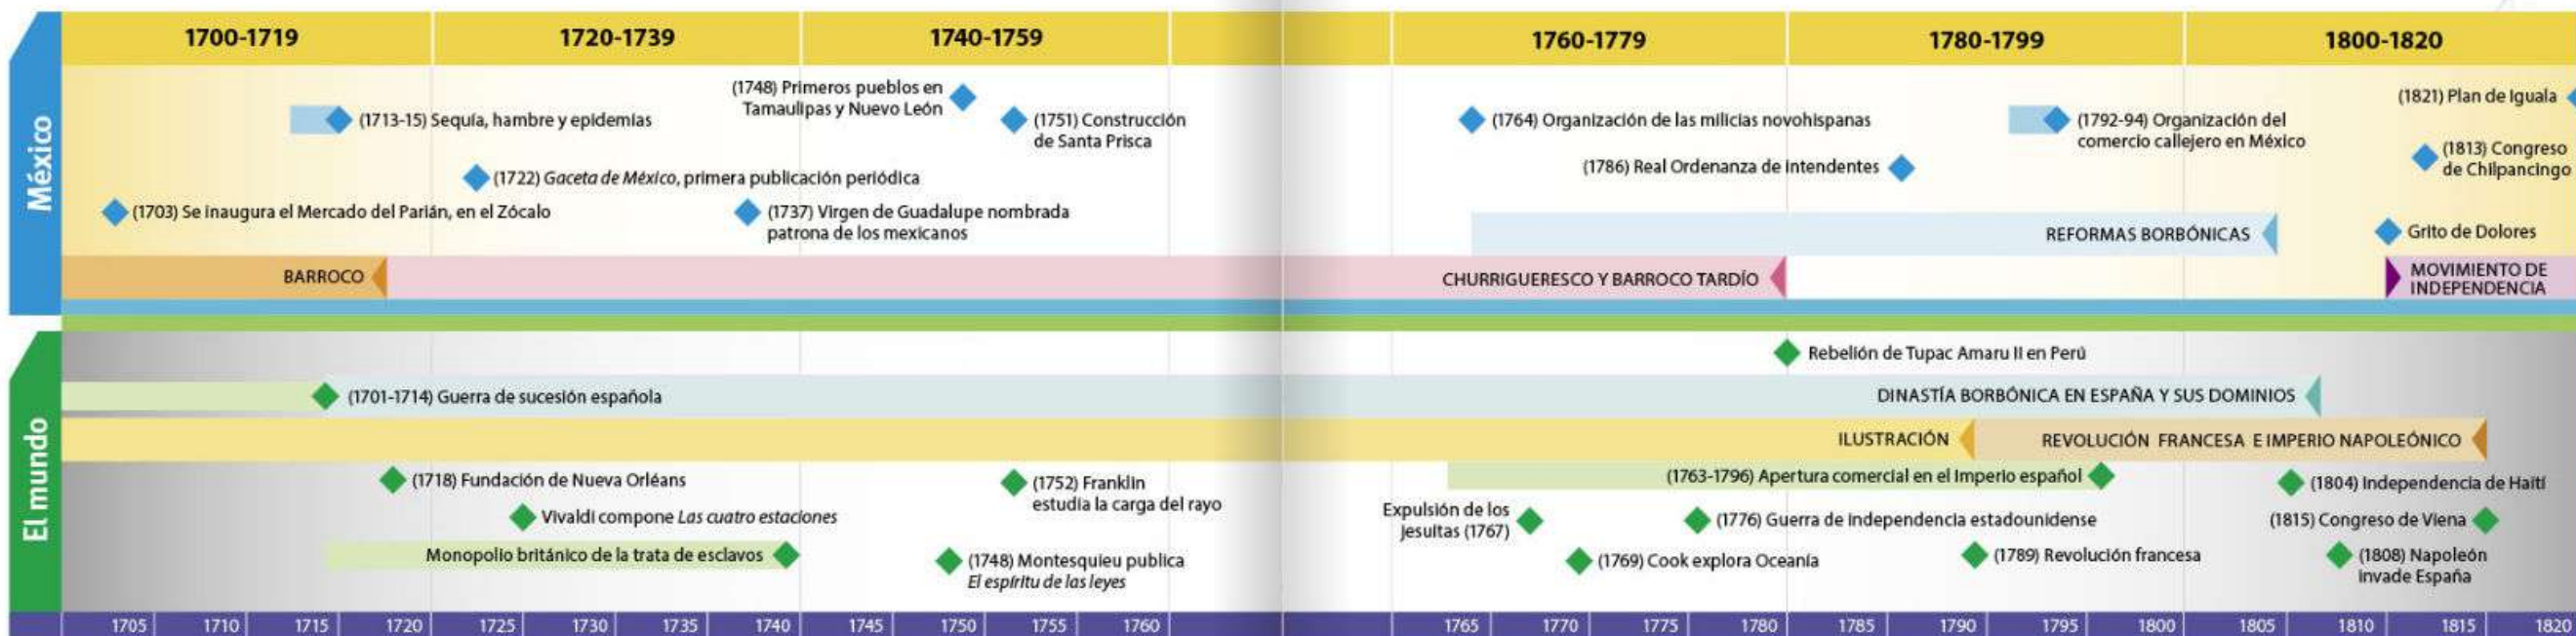 1700-1719
1720-1739
1740-1759
1760-1779
1780-1799
1800-1820
México
(1748) Primeros pueblos en
Tamaulipas y Nuevo León
(1713-15) Sequía, hambre y epidemias
(1751) Construcción
de Santa Prisca
(1722) Gaceta de México, primera publicación periódica
(1703) Se inaugura el Mercado del Parián, en el Zócalo
(1737) Virgen de Guadalupe nombrada
patrona de los mexicanos
(1764) Organización de las milicias novohispanas
(1786) Real Ordenanza de Intendentes
(1792-94) Organización del
comercio callejero en México
(1821) Plan de Iguala
(1813) Congreso
de Chilpancingo
REFORMAS BORBÓNICAS
Grito de Dolores
BARROCO
CHURRIGUERESCO Y BARROCO TARDÍO
MOVIMIENTO DE
INDEPENDENCIA
El mundo
Rebelión de Tupac Amaru II en Perú
(1701-1714) Guerra de sucesión española
DINASTÍA BORBÓNICA EN ESPAÑA Y SUS DOMINIOS
ILUSTRACIÓN
REVOLUCIÓN FRANCESA E IMPERIO NAPOLEÓNICO
(1718) Fundación de Nueva Orléans
(1752) Franklin
estudia la carga del rayo
Vivaldi compone Las cuatro estaciones
Monopolio británico de la trata de esclavos
(1748) Montesquieu publica
El espíritu de las leyes
(1763-1796) Apertura comercial en el Imperio español
(1804) Independencia de Haití
Expulsión de los
jesuitas (1767)
(1776) Guerra de independencia estadounidense
(1815) Congreso de Viena
(1769) Cook explora Oceanía
(1789) Revolución francesa
(1808) Napoleón
invade España
1705 1710 1715 1720 1725 1730 1735 1740 1745 1750 1755 1760 1765 1770 1775 1780 1785 1790 1795 1800 1805 1810 1815 1820